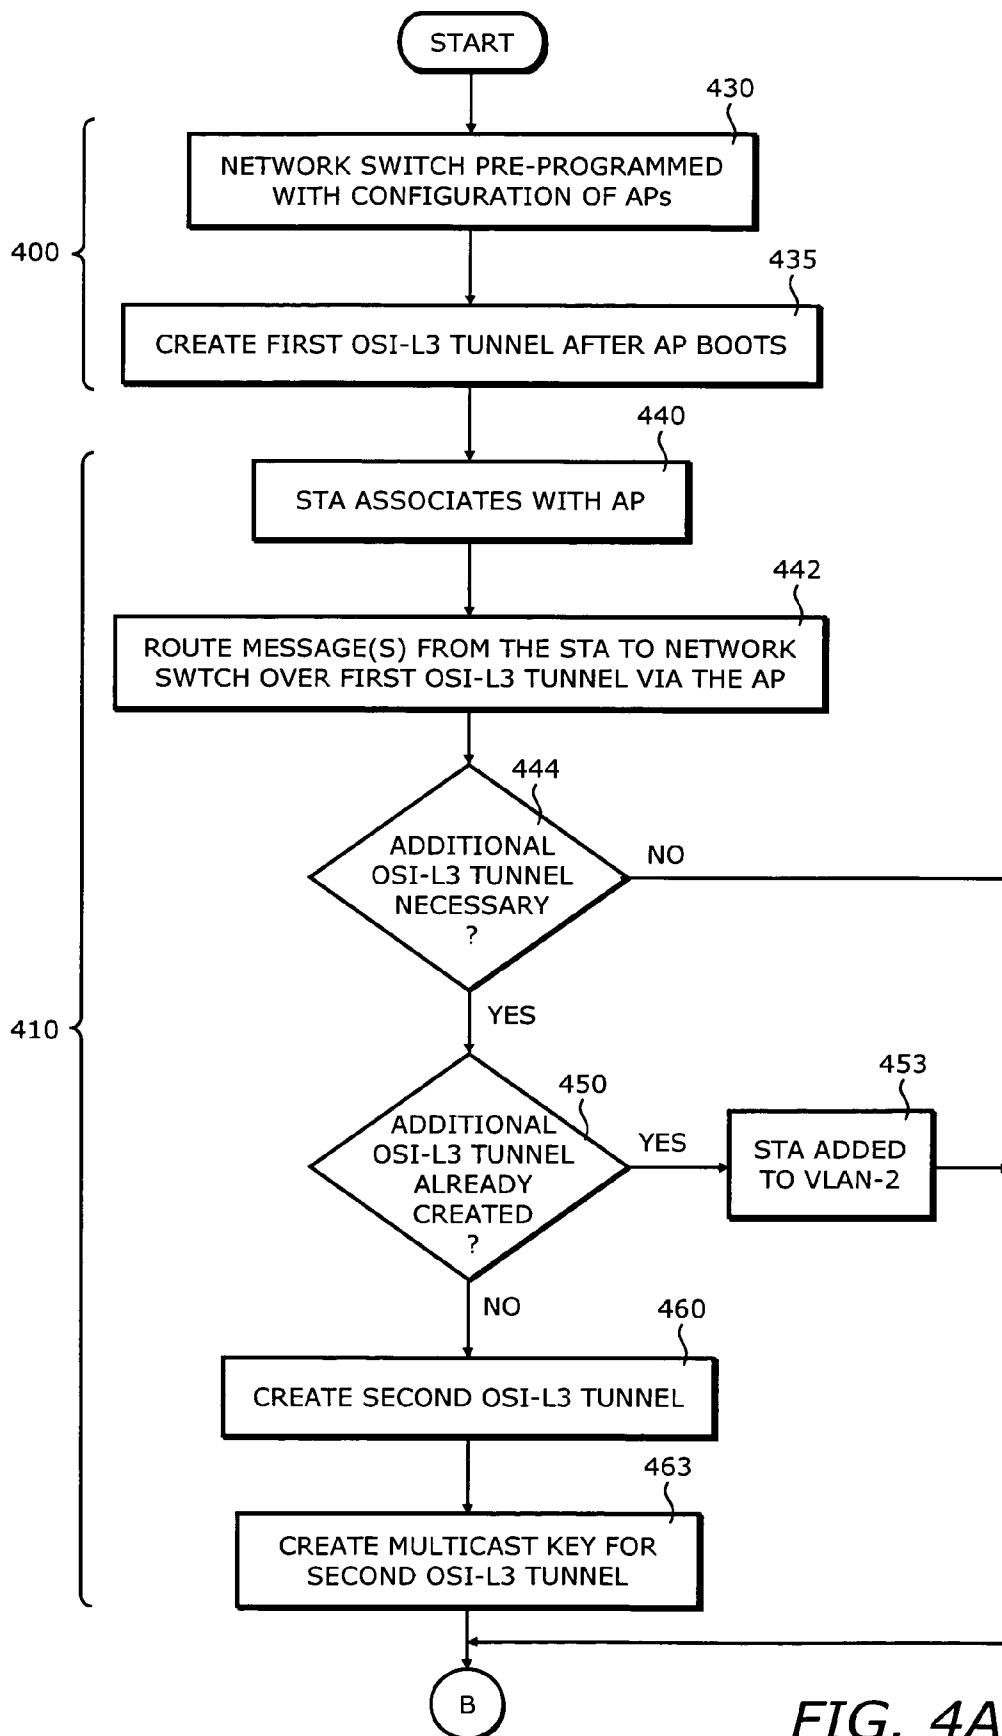 START
430
NETWORK SWITCH PRE-PROGRAMMED
WITH CONFIGURATION OF APs
400
435
CREATE FIRST OSI-L3 TUNNEL AFTER AP BOOTS
440
STA ASSOCIATES WITH AP
442
ROUTE MESSAGE(S) FROM THE STA TO NETWORK
SWTCH OVER FIRST OSI-L3 TUNNEL VIA THE AP
444
ADDITIONAL
OSI-L3 TUNNEL
NECESSARY
?
NO
YES
410
450
ADDITIONAL
OSI-L3 TUNNEL
ALREADY
CREATED
?
YES
453
STA ADDED
TO VLAN-2
NO
460
CREATE SECOND OSI-L3 TUNNEL
463
CREATE MULTICAST KEY FOR
SECOND OSI-L3 TUNNEL
B
FIG. 4A